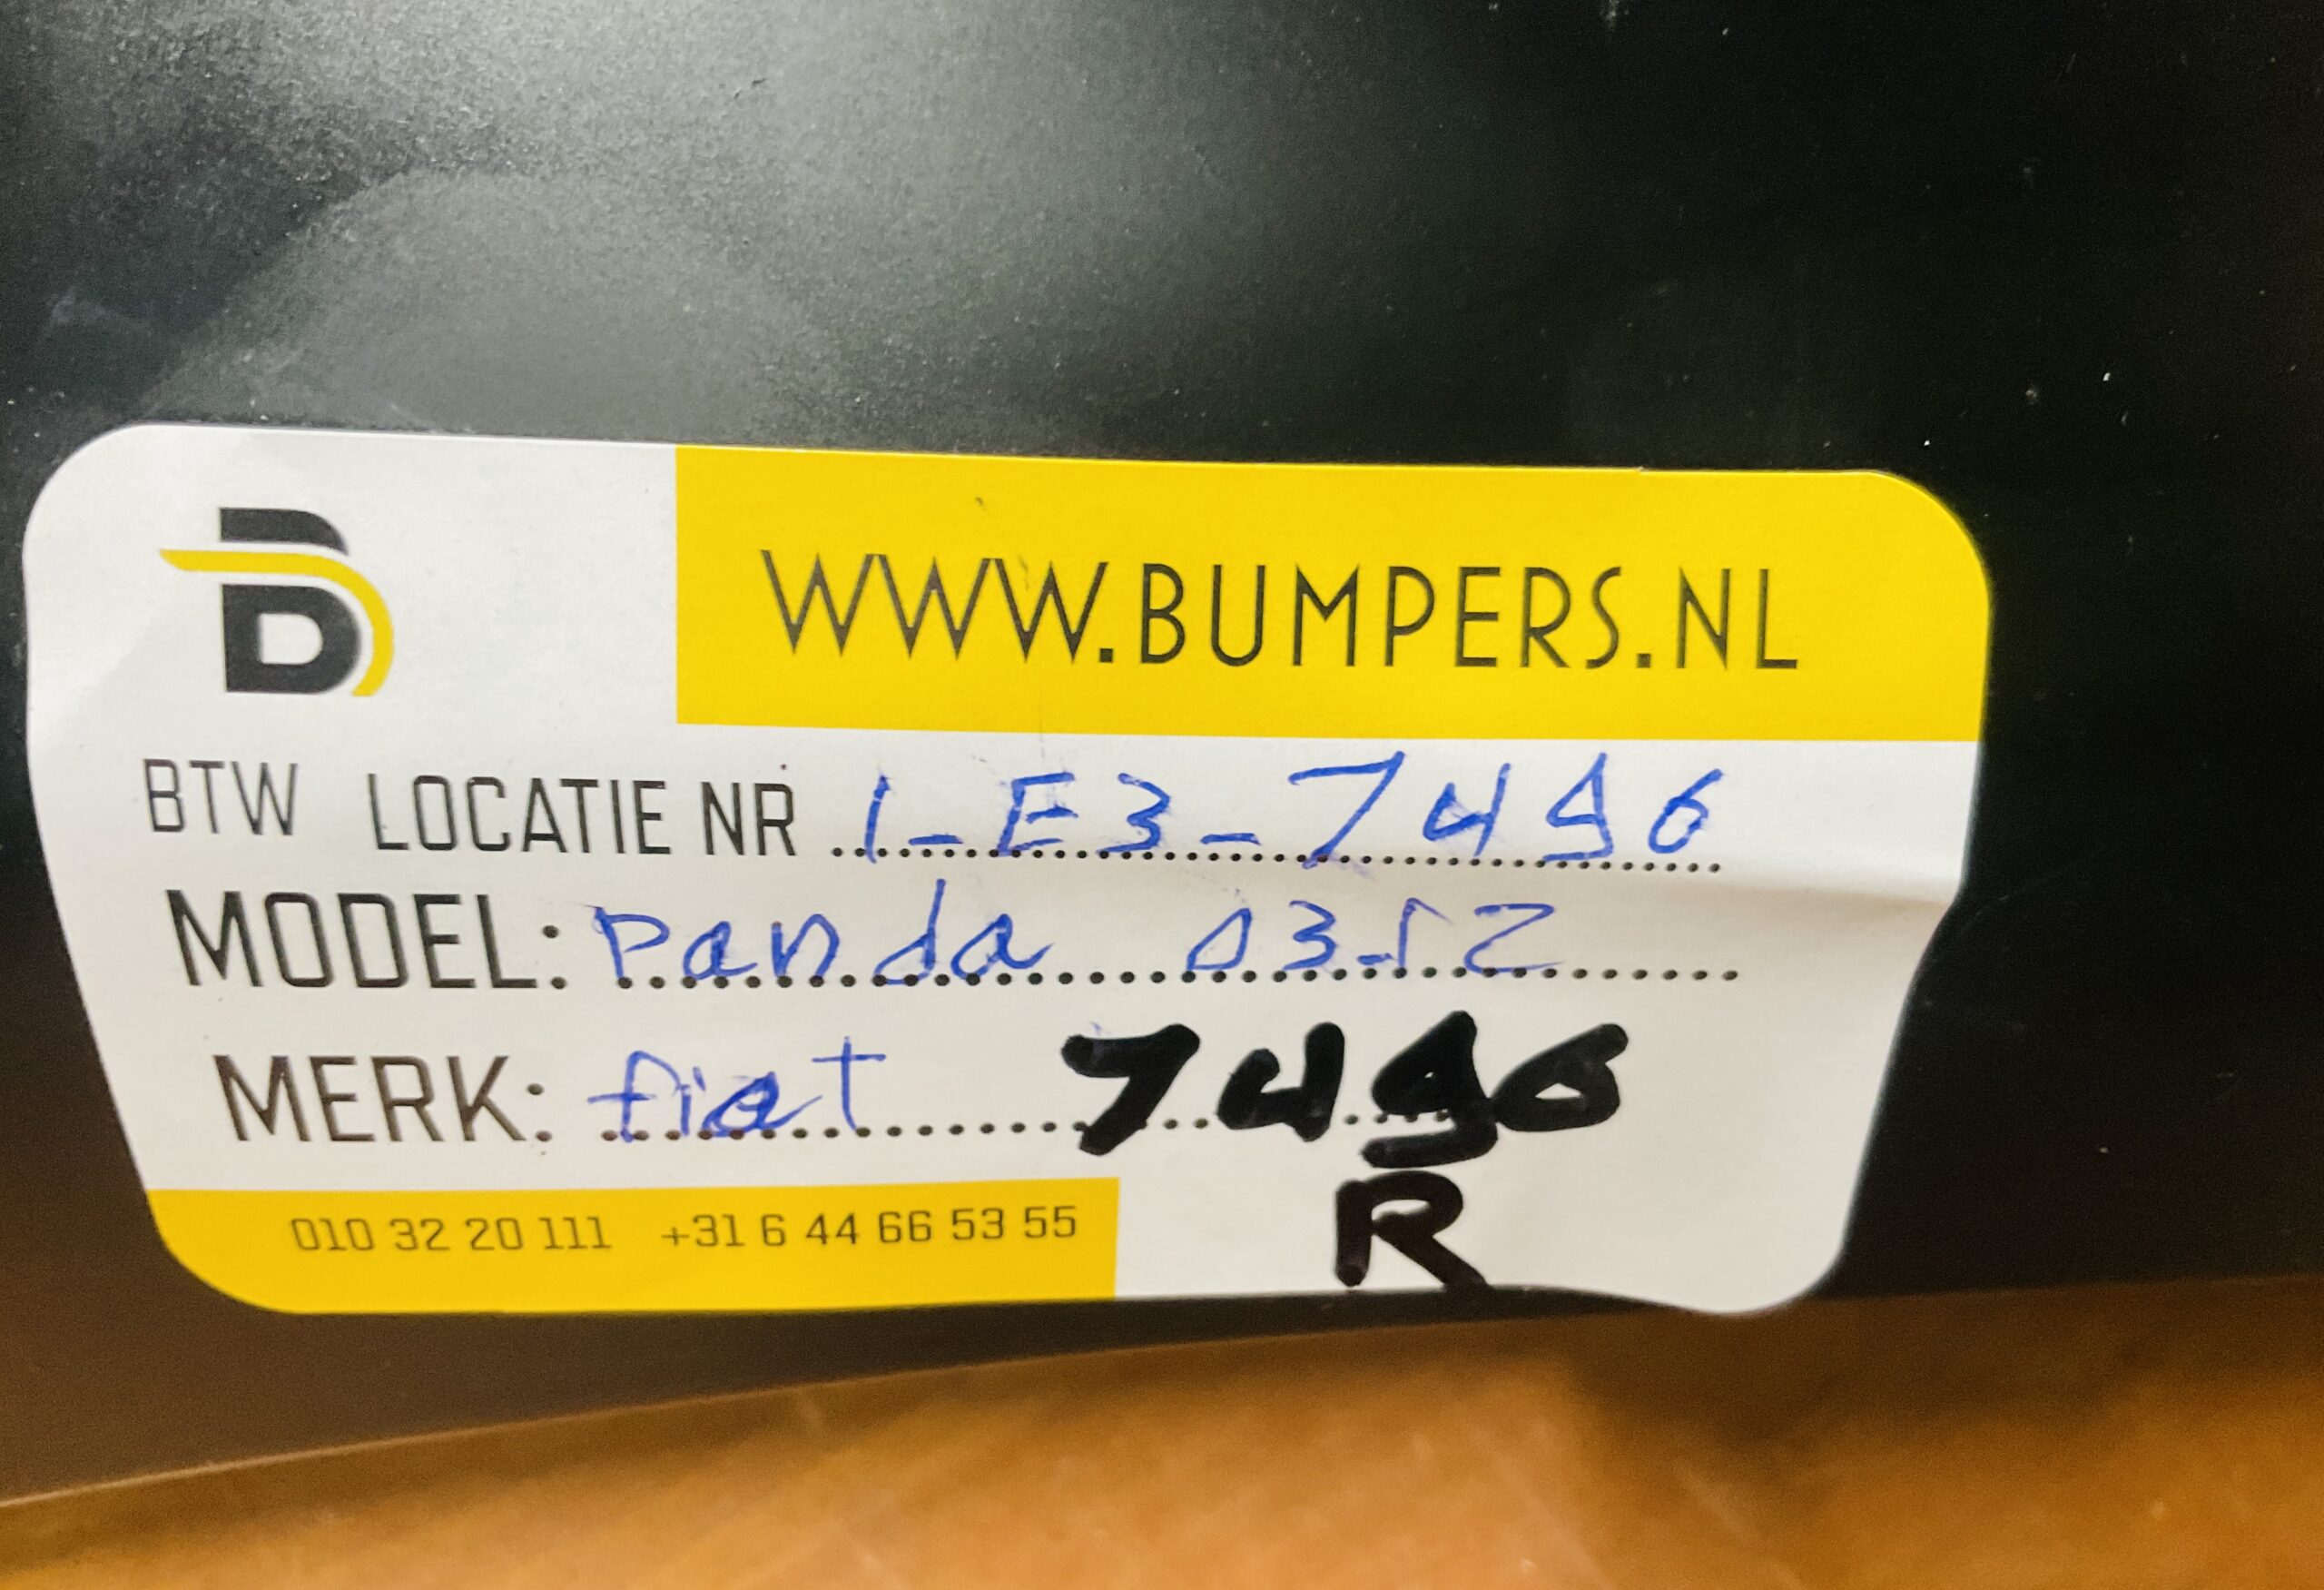 B
WWW.BUMPERS.NL
BTW LOCATIE NR 1-E3-7496
MODEL: Panda 03-12
MERK: fiat 7496
R
010 32 20 111 +31 6 44 66 53 55